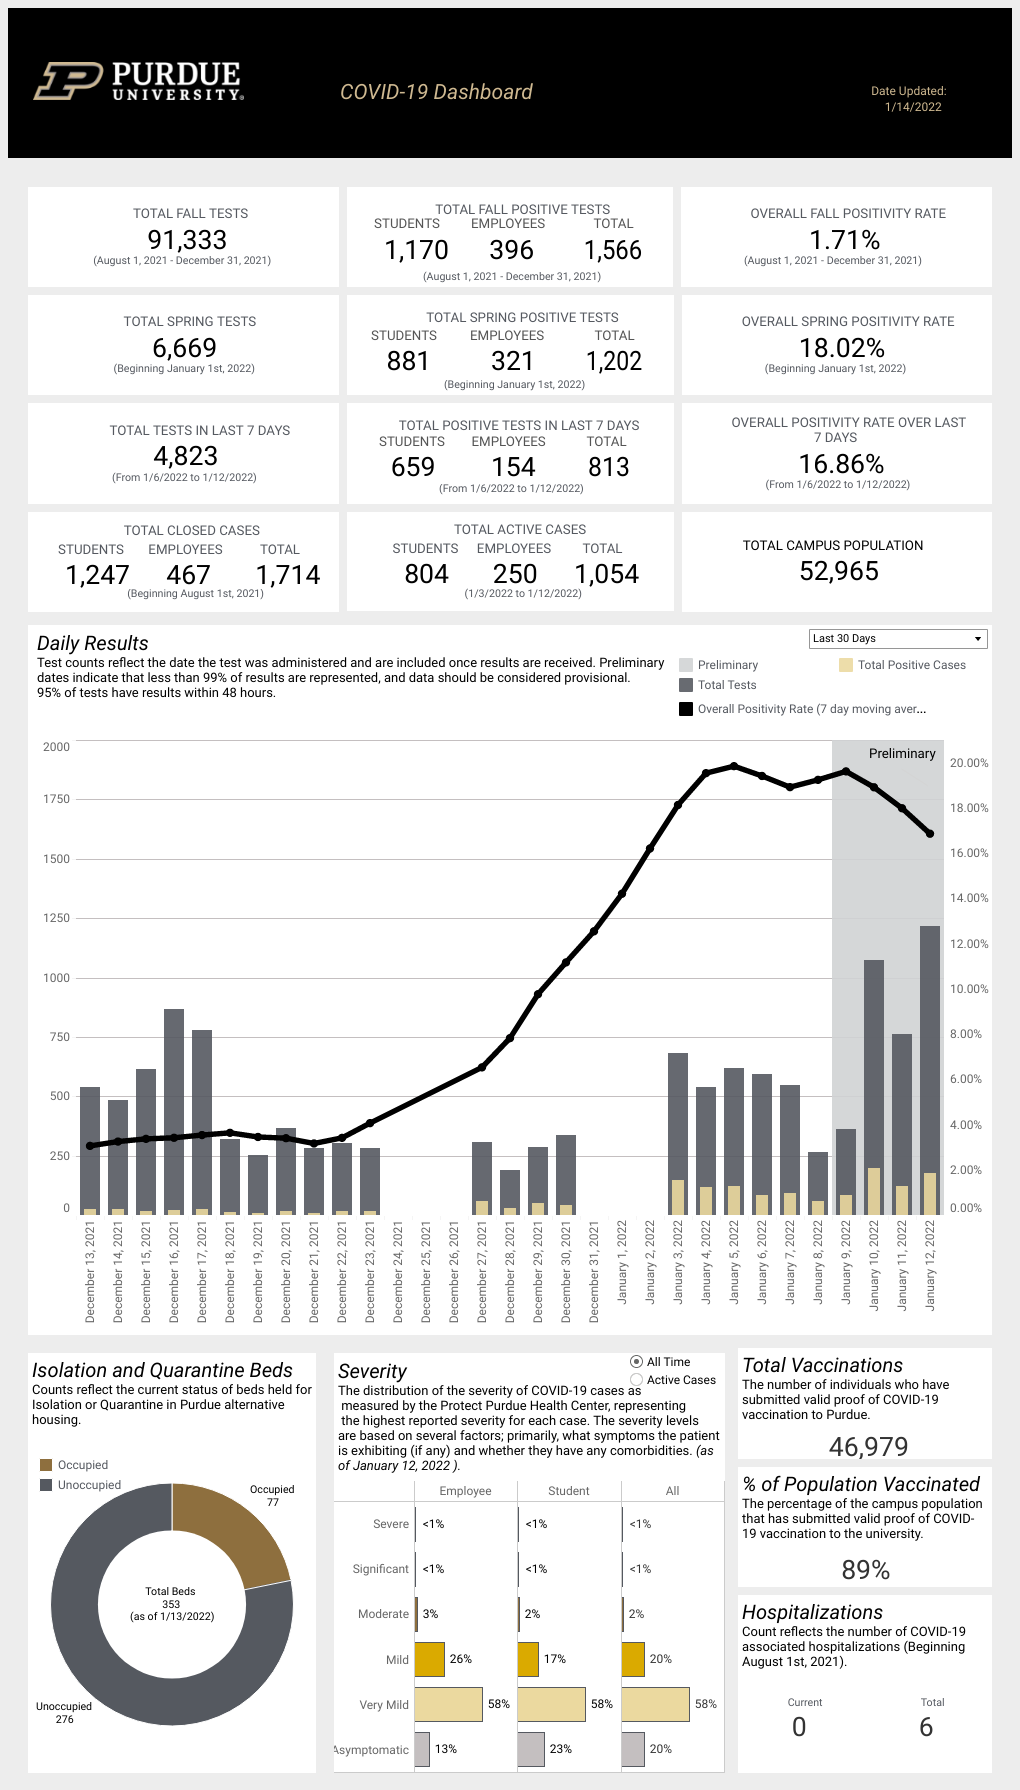 PURDUE
UNIVERSITY®
COVID-19 Dashboard
Date Updated:
1/14/2022
TOTAL FALL TESTS
91,333
(August 1, 2021 - December 31, 2021)
TOTAL FALL POSITIVE TESTS
STUDENTS EMPLOYEES TOTAL
1,170 396 1,566
(August 1, 2021 - December 31, 2021)
OVERALL FALL POSITIVITY RATE
1.71%
(August 1, 2021 - December 31, 2021)
TOTAL SPRING TESTS
6,669
(Beginning January 1st, 2022)
TOTAL SPRING POSITIVE TESTS
STUDENTS EMPLOYEES TOTAL
881 321 1,202
(Beginning January 1st, 2022)
OVERALL SPRING POSITIVITY RATE
18.02%
(Beginning January 1st, 2022)
TOTAL TESTS IN LAST 7 DAYS
4,823
(From 1/6/2022 to 1/12/2022)
TOTAL POSITIVE TESTS IN LAST 7 DAYS
STUDENTS EMPLOYEES TOTAL
659 154 813
(From 1/6/2022 to 1/12/2022)
OVERALL POSITIVITY RATE OVER LAST
7 DAYS
16.86%
(From 1/6/2022 to 1/12/2022)
TOTAL CLOSED CASES
STUDENTS EMPLOYEES TOTAL
1,247 467 1,714
(Beginning August 1st, 2021)
TOTAL ACTIVE CASES
STUDENTS EMPLOYEES TOTAL
804 250 1,054
(1/3/2022 to 1/12/2022)
TOTAL CAMPUS POPULATION
52,965
Daily Results
Test counts reflect the date the test was administered and are included once results are received. Preliminary
dates indicate that less than 99% of results are represented, and data should be considered provisional.
95% of tests have results within 48 hours.
Last 30 Days
Preliminary
Total Positive Cases
Total Tests
Overall Positivity Rate (7 day moving aver...
Preliminary
2000
1750
1500
1250
1000
750
500
250
0
20.00%
18.00%
16.00%
14.00%
12.00%
10.00%
8.00%
6.00%
4.00%
2.00%
0.00%
December 13, 2021
December 14, 2021
December 15, 2021
December 16, 2021
December 17, 2021
December 18, 2021
December 19, 2021
December 20, 2021
December 21, 2021
December 22, 2021
December 23, 2021
December 24, 2021
December 25, 2021
December 26, 2021
December 27, 2021
December 28, 2021
December 29, 2021
December 30, 2021
December 31, 2021
January 1, 2022
January 2, 2022
January 3, 2022
January 4, 2022
January 5, 2022
January 6, 2022
January 7, 2022
January 8, 2022
January 9, 2022
January 10, 2022
January 11, 2022
January 12, 2022
Isolation and Quarantine Beds
Counts reflect the current status of beds held for
Isolation or Quarantine in Purdue alternative
housing.
Occupied
Unoccupied
Occupied
77
Total Beds
353
(as of 1/13/2022)
Unoccupied
276
Severity
All Time
Active Cases
The distribution of the severity of COVID-19 cases as
measured by the Protect Purdue Health Center, representing
the highest reported severity for each case. The severity levels
are based on several factors; primarily, what symptoms the patient
is exhibiting (if any) and whether they have any comorbidities. (as
of January 12, 2022 ).
Employee Student All
Severe <1% <1% <1%
Significant <1% <1% <1%
Moderate 3% 2% 2%
Mild 26% 17% 20%
Very Mild 58% 58% 58%
Asymptomatic 13% 23% 20%
Total Vaccinations
The number of individuals who have
submitted valid proof of COVID-19
vaccination to Purdue.
46,979
% of Population Vaccinated
The percentage of the campus population
that has submitted valid proof of COVID-
19 vaccination to the university.
89%
Hospitalizations
Count reflects the number of COVID-19
associated hospitalizations (Beginning
August 1st, 2021).
Current Total
0 6